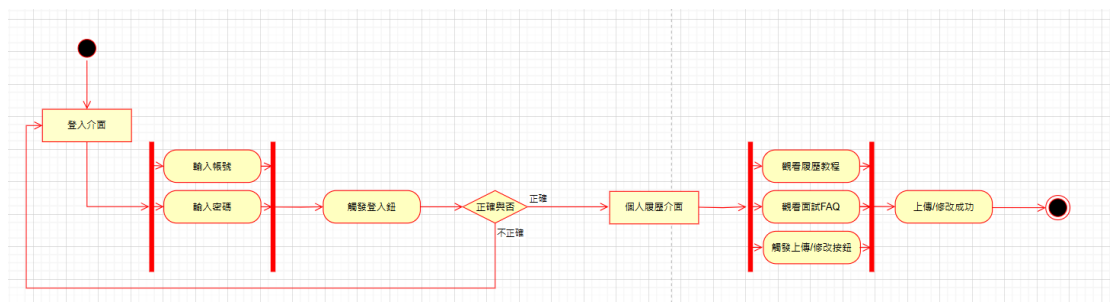 登入介面
輸入帳號
輸入密碼
觸發登入鈕
正確與否
正確
不正確
個人履歷介面
觀看履歷教程
觀看面試FAQ
觸發上傳/修改按鈕
上傳/修改成功